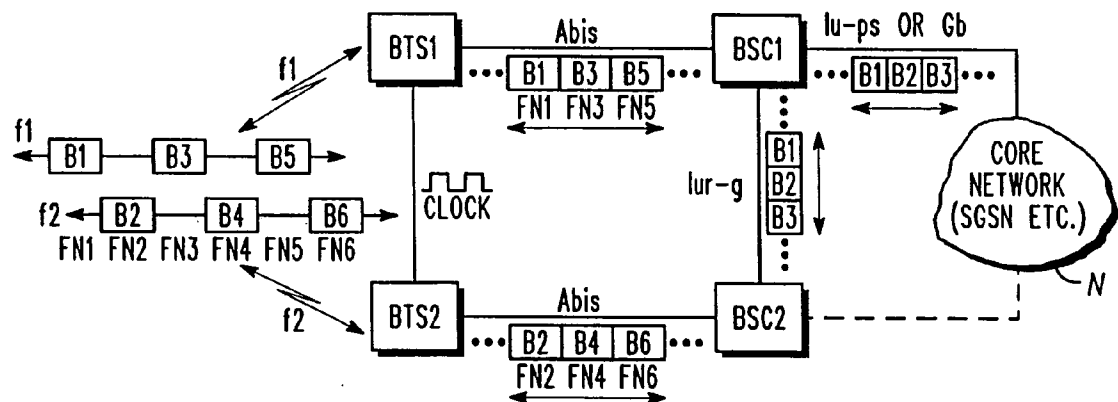 BTS1 Abis BSC1 Iu-ps OR Gb
••• B1 B3 B5 •••
FN1 FN3 FN5
••• B1 B2 B3 •••
f1
f1 B1 B3 B5
f2 B2 B4 B6
FN1 FN2 FN3 FN4 FN5 FN6
CLOCK
Iur-g
B1
B2
B3
CORE
NETWORK
(SGSN ETC.)
N
f2
BTS2 Abis BSC2
••• B2 B4 B6 •••
FN2 FN4 FN6